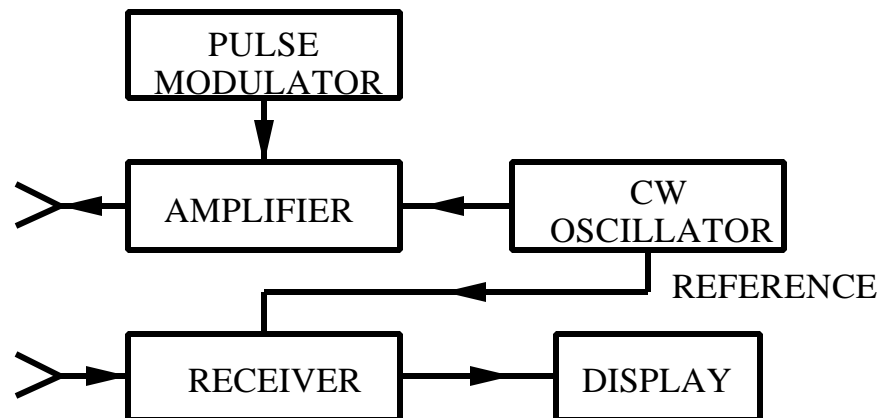 PULSE
MODULATOR
AMPLIFIER
CW
OSCILLATOR
REFERENCE
RECEIVER
DISPLAY